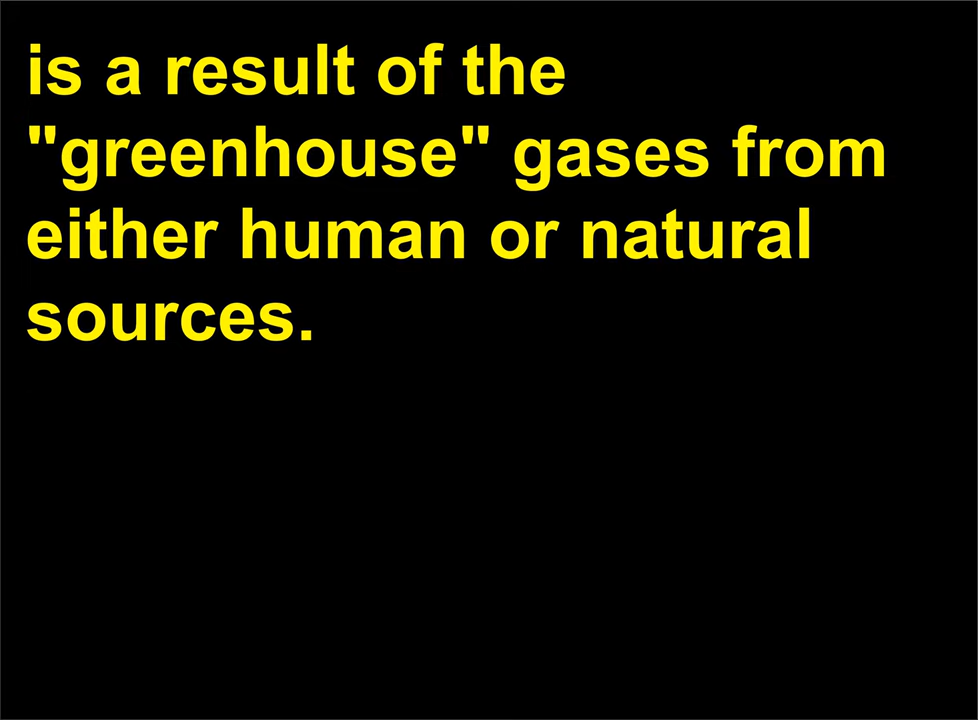 is a result of the
"greenhouse" gases from
either human or natural
sources.